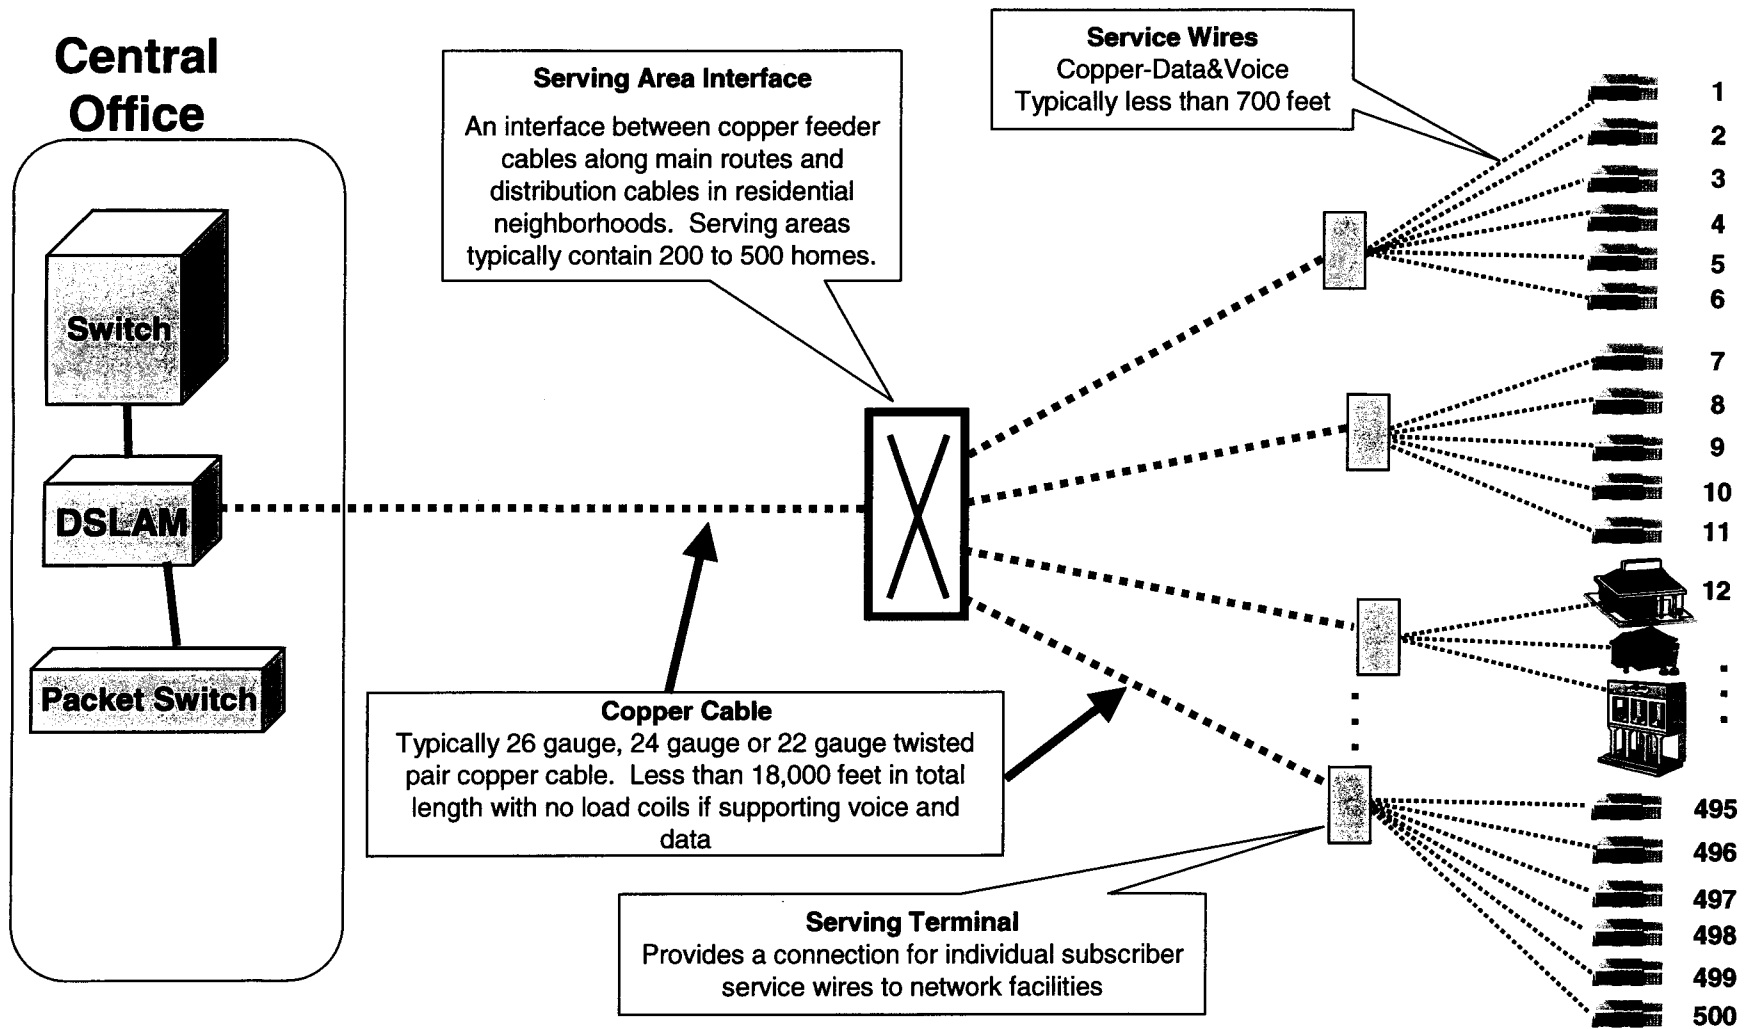 Central
Office
Switch
DSLAM
Packet Switch
Serving Area Interface
An interface between copper feeder
cables along main routes and
distribution cables in residential
neighborhoods.  Serving areas
typically contain 200 to 500 homes.
Service Wires
Copper-Data&Voice
Typically less than 700 feet
Copper Cable
Typically 26 gauge, 24 gauge or 22 gauge twisted
pair copper cable.  Less than 18,000 feet in total
length with no load coils if supporting voice and
data
Serving Terminal
Provides a connection for individual subscriber
service wires to network facilities
1
2
3
4
5
6
7
8
9
10
11
12
495
496
497
498
499
500